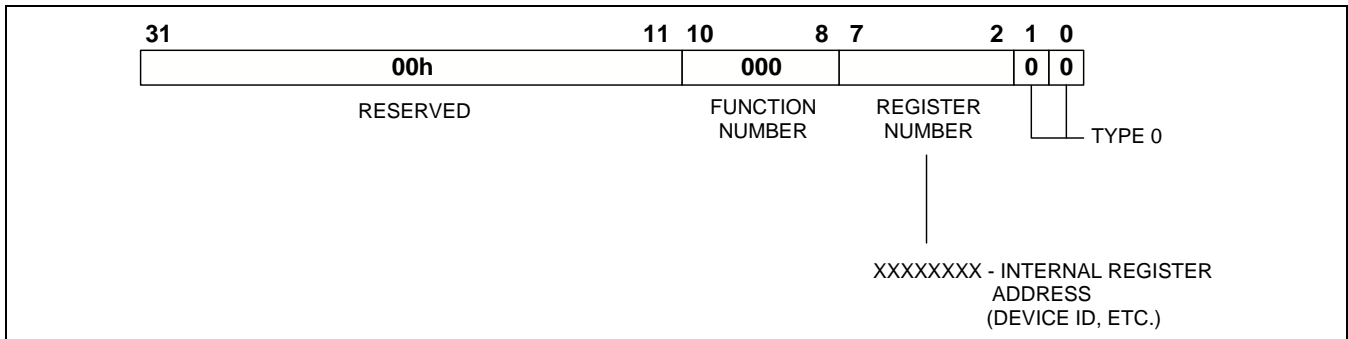 31 11 10 8 7 2 1 0
00h 000 0 0
RESERVED FUNCTION NUMBER REGISTER NUMBER
TYPE 0
XXXXXXXX - INTERNAL REGISTER
ADDRESS
(DEVICE ID, ETC.)